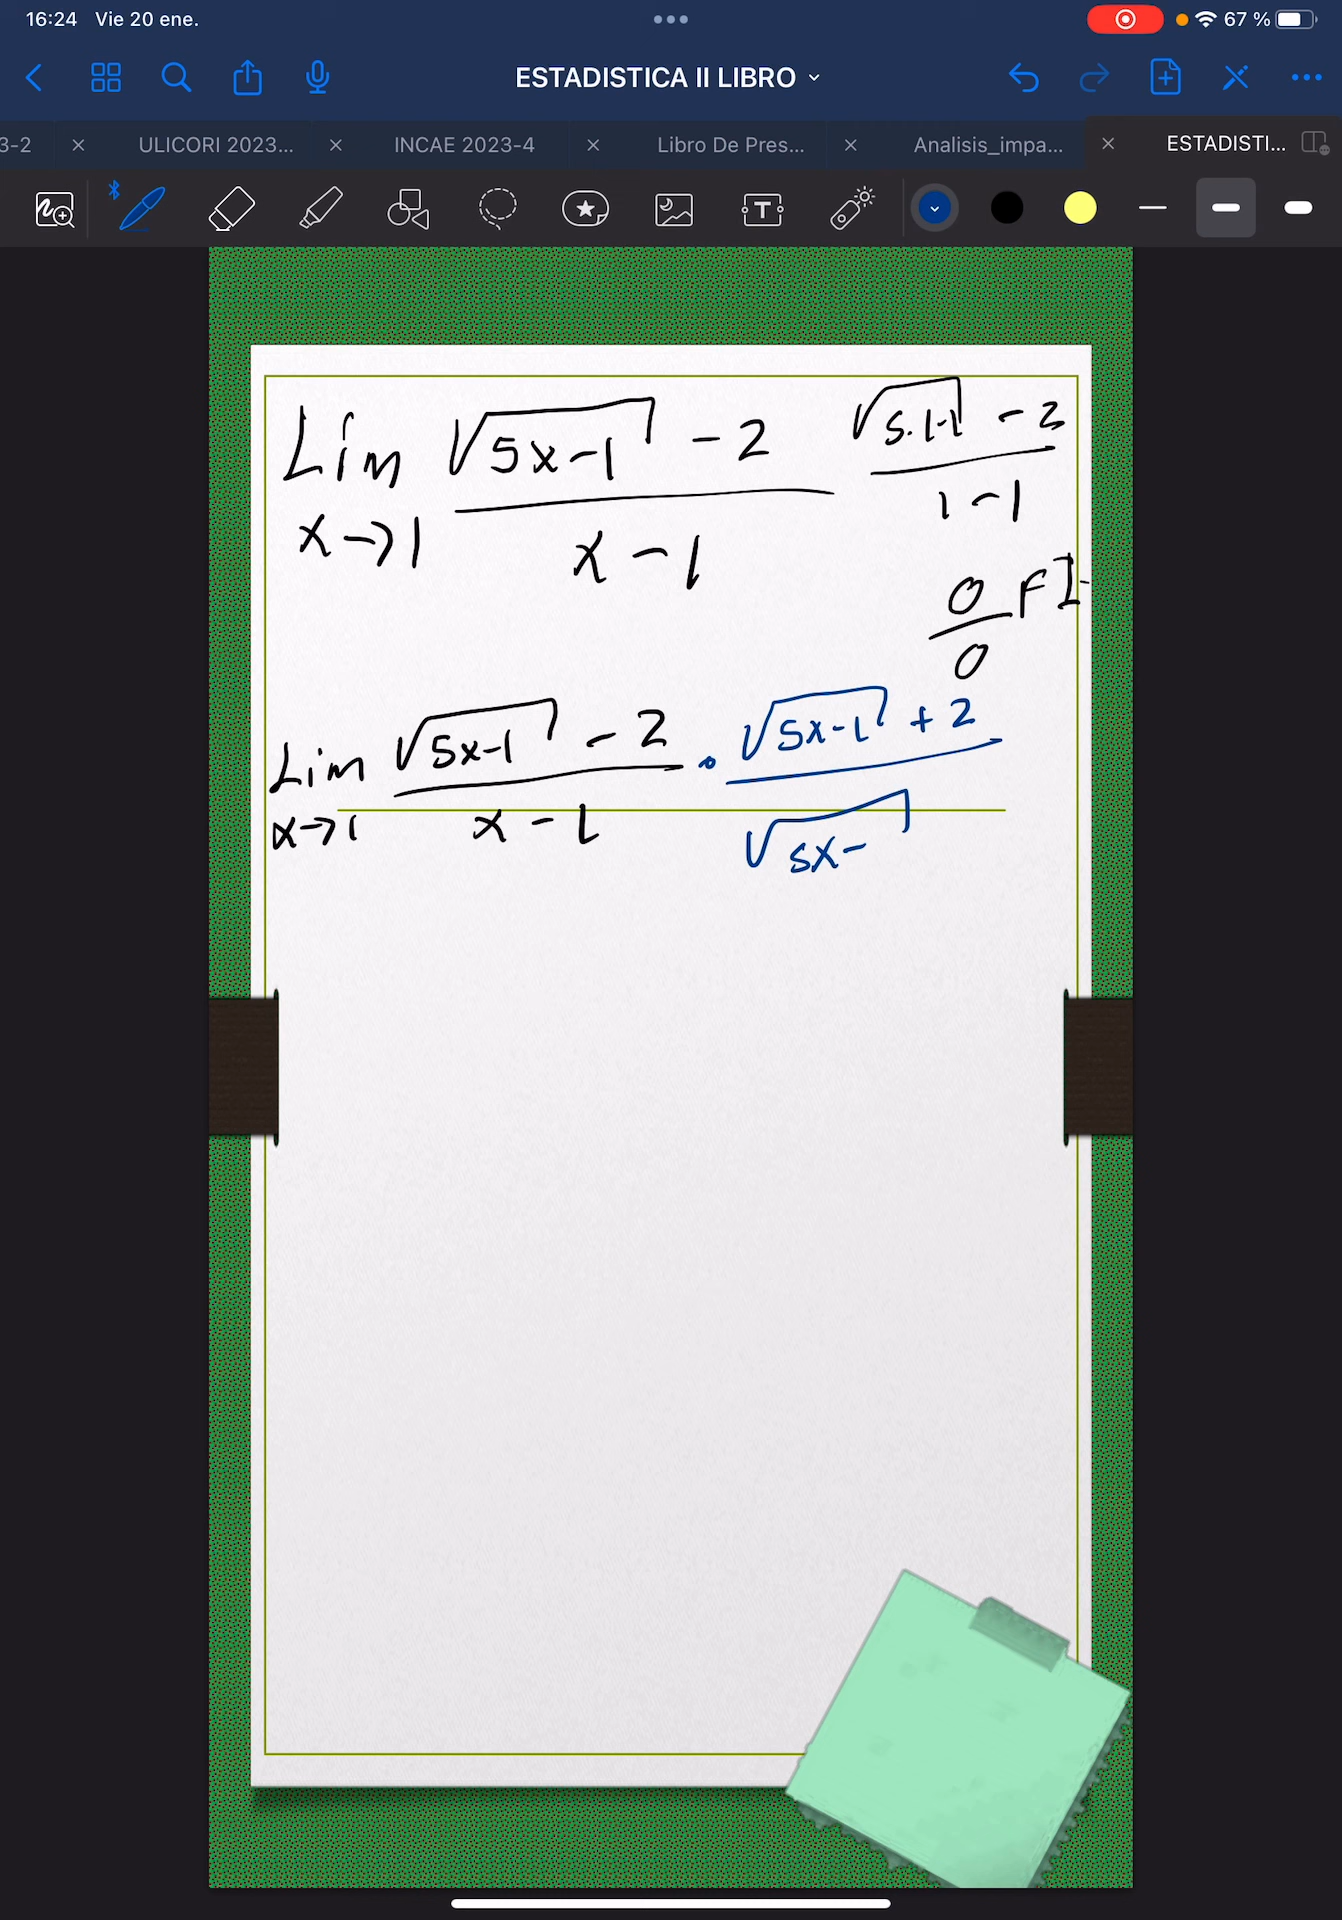 16:24 Vie 20 ene. 67 %
ESTADISTICA II LIBRO
3-2 ULICORI 2023... INCAE 2023-4 Libro De Pres... Analisis_impa... ESTADISTI...
T
Lim √5x-1 - 2
x→1 x - 1
√5.1-1 - 2
1 - 1
0 FI
0
Lim √5x-1 - 2 . √5x-1 + 2
x→1 x - 1 √5x-